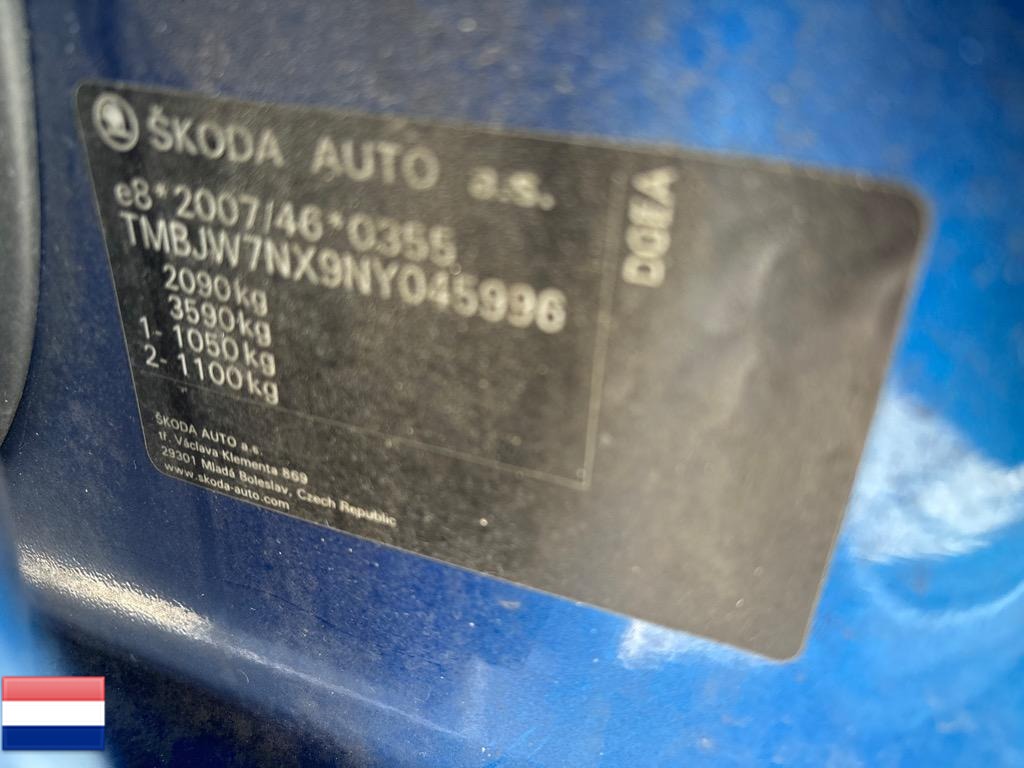 ŠKODA AUTO a.s.
e8*2007/46*0355
TMBJW7NX9NY045996
2090kg
3590kg
1- 1050kg
2- 1100kg
DGEA
ŠKODA AUTO a.s.
tř. Václava Klementa 869
29301 Mladá Boleslav, Czech Republic
www.skoda-auto.com